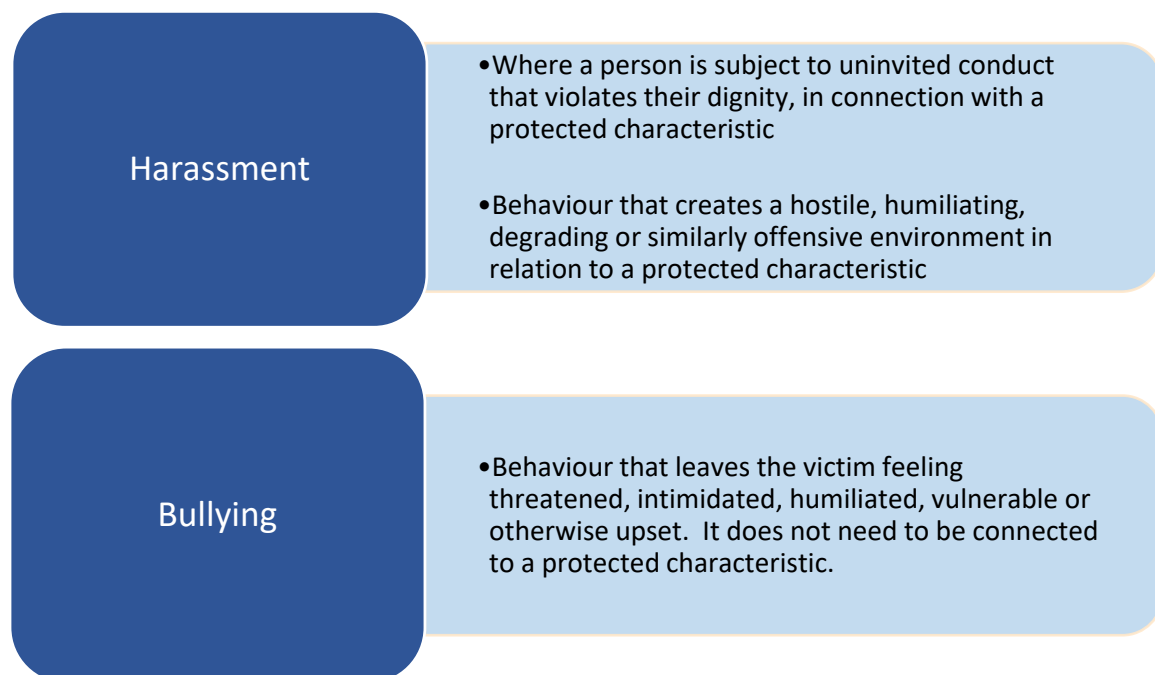 Harassment
•Where a person is subject to uninvited conduct
that violates their dignity, in connection with a
protected characteristic
•Behaviour that creates a hostile, humiliating,
degrading or similarly offensive environment in
relation to a protected characteristic
Bullying
•Behaviour that leaves the victim feeling
threatened, intimidated, humiliated, vulnerable or
otherwise upset.  It does not need to be connected
to a protected characteristic.